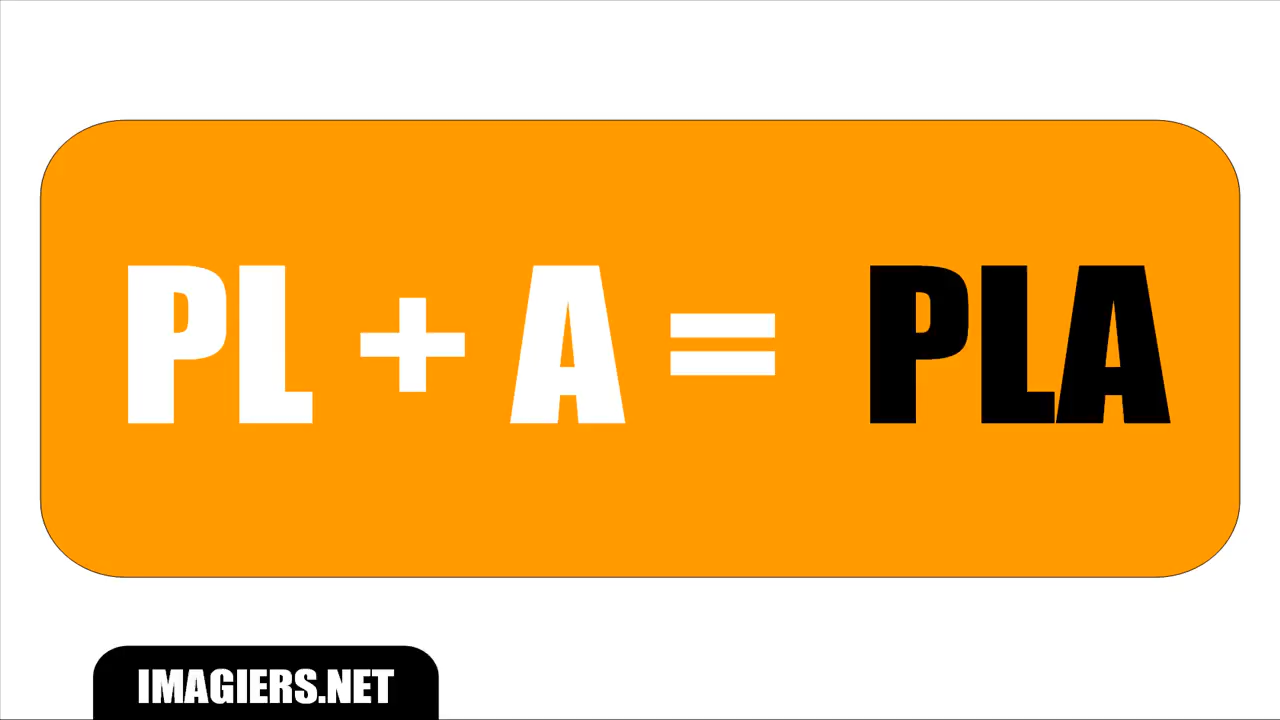 PL + A = PLA
IMAGIERS.NET